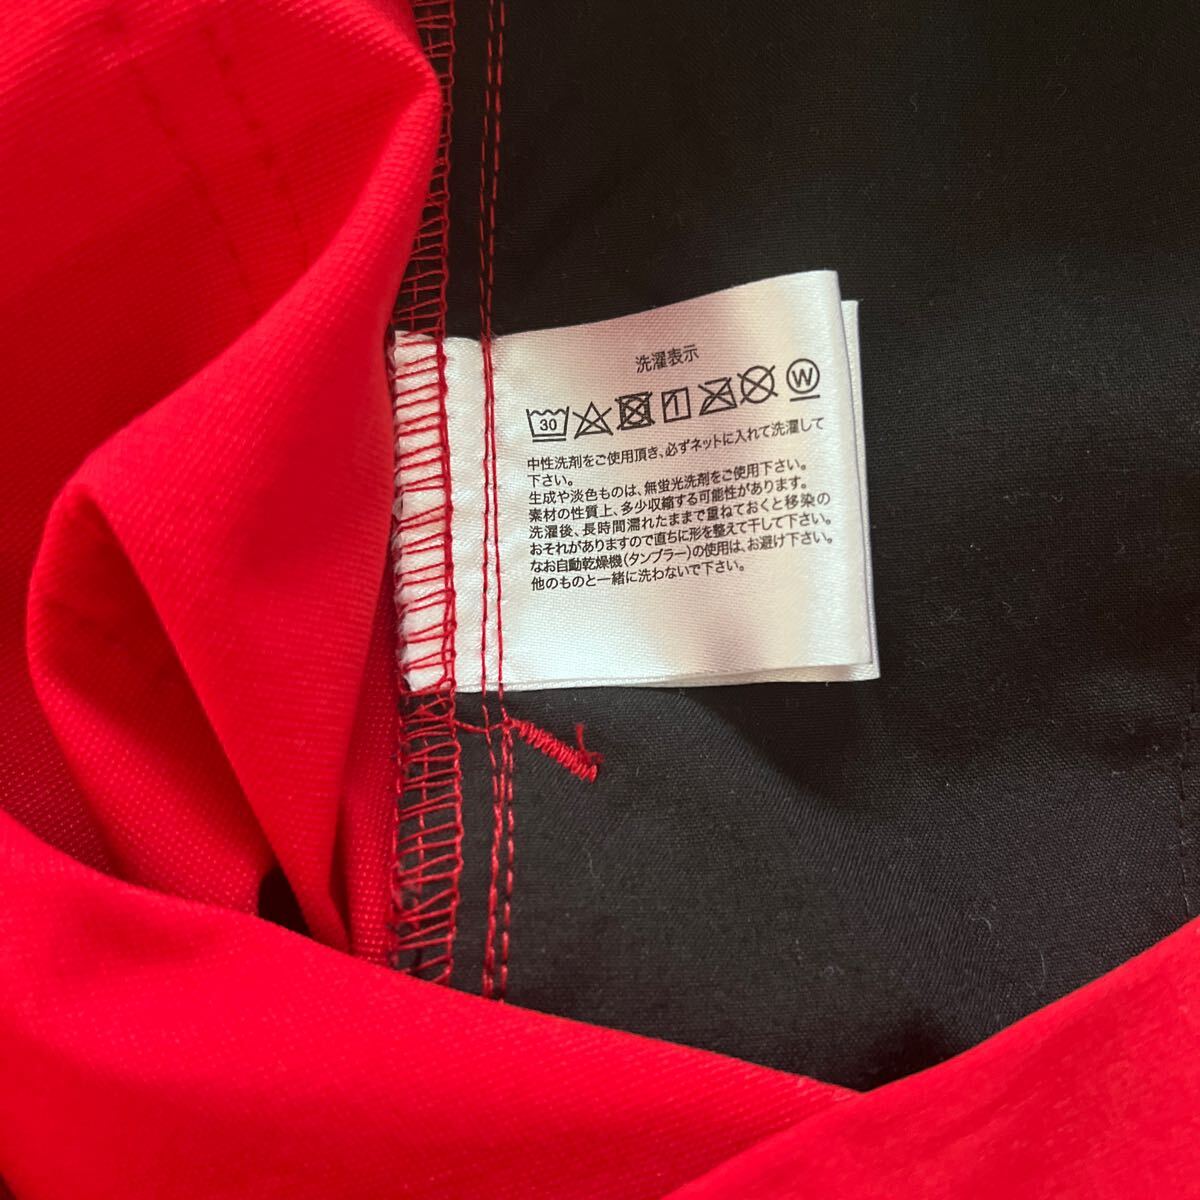 洗濯表示
30 W
中性洗剤をご使用頂き、必ずネットに入れて洗濯して
下さい。
生成や淡色ものは、無蛍光洗剤をご使用下さい。
素材の性質上、多少収縮する可能性があります。
洗濯後、長時間濡れたままで重ねておくと移染の
おそれがありますので直ちに形を整えて干して下さい。
なお自動乾燥機(タンブラー)の使用は、お避け下さい。
他のものと一緒に洗わないで下さい。